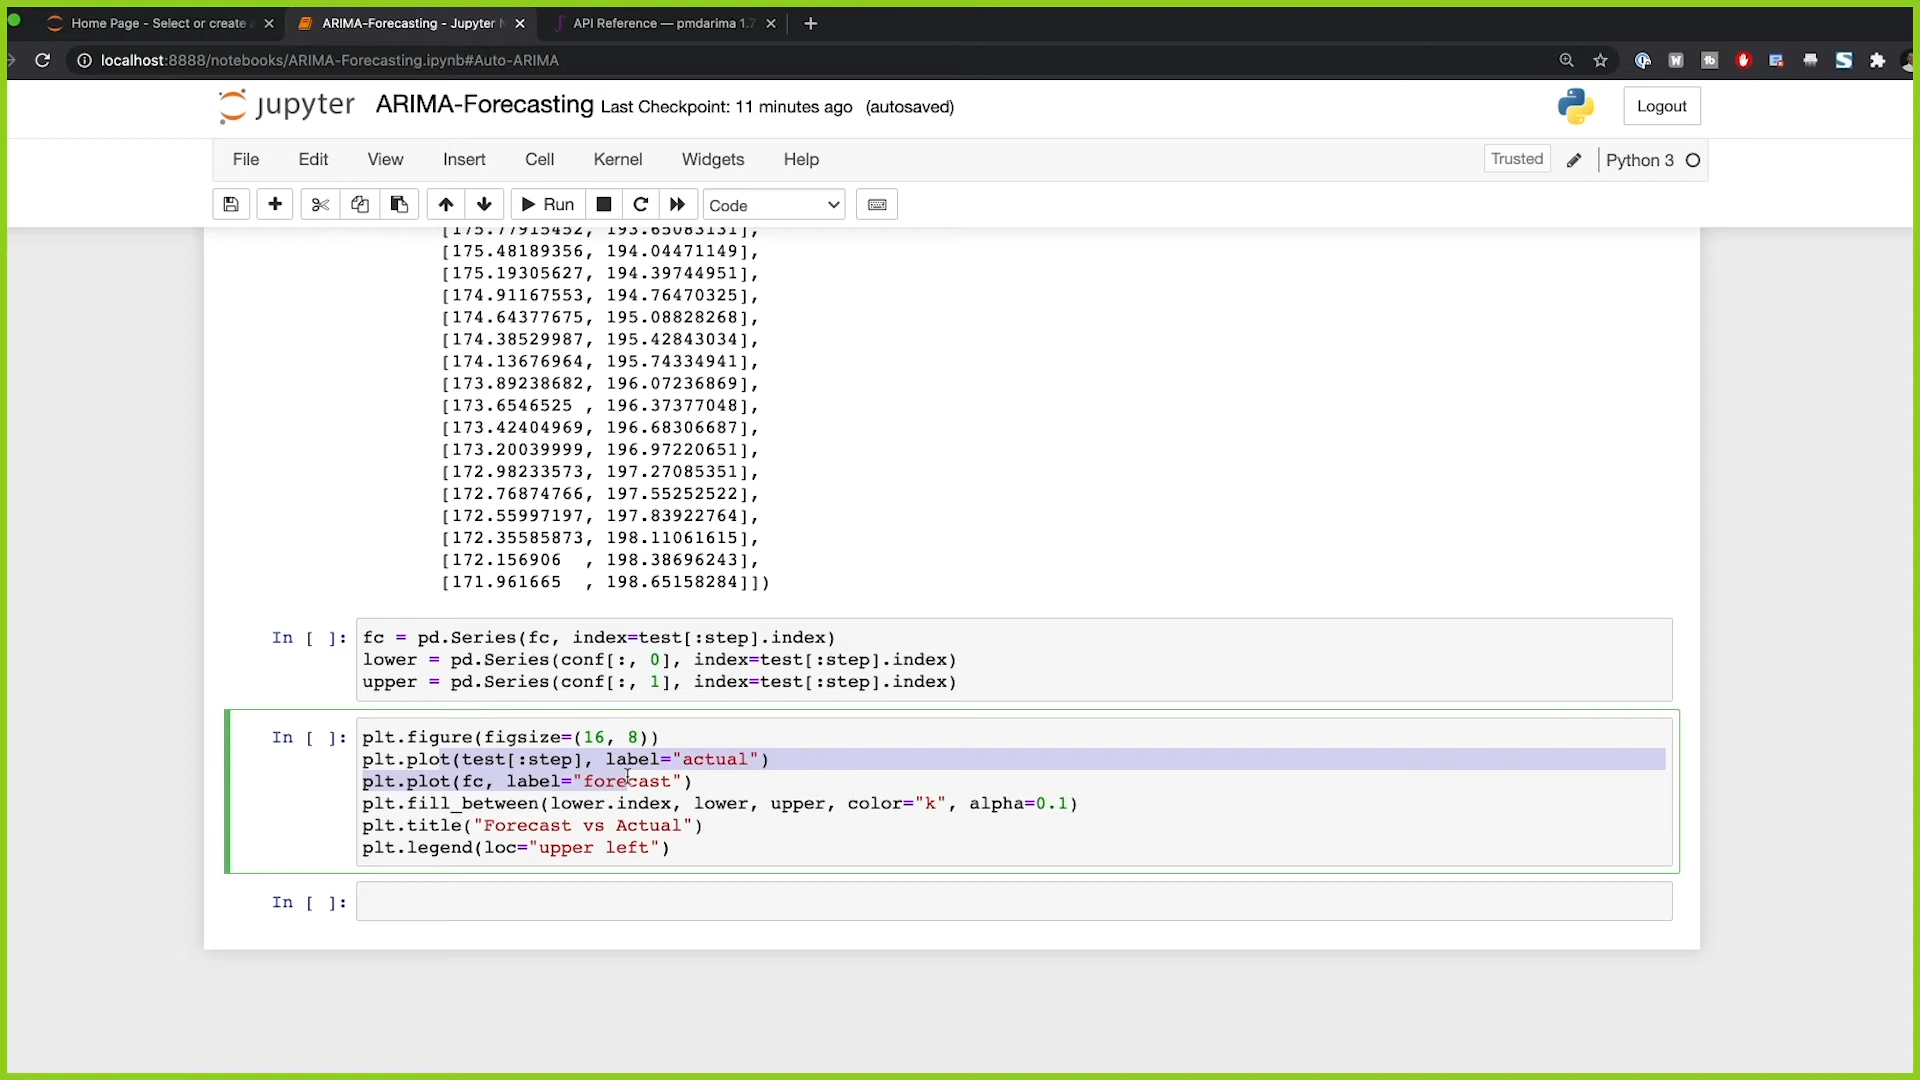 Home Page - Select or create
ARIMA-Forecasting - Jupyter N
API Reference — pmdarima 1.7
localhost:8888/notebooks/ARIMA-Forecasting.ipynb#Auto-ARIMA
jupyter ARIMA-Forecasting Last Checkpoint: 11 minutes ago (autosaved)
Logout
File Edit View Insert Cell Kernel Widgets Help
Trusted
Python 3
Run
Code
[175.77915452, 193.65083131],
[175.48189356, 194.04471149],
[175.19305627, 194.39744951],
[174.91167553, 194.76470325],
[174.64377675, 195.08828268],
[174.38529987, 195.42843034],
[174.13676964, 195.74334941],
[173.89238682, 196.07236869],
[173.6546525 , 196.37377048],
[173.42404969, 196.68306687],
[173.20039999, 196.97220651],
[172.98233573, 197.27085351],
[172.76874766, 197.55252522],
[172.55997197, 197.83922764],
[172.35585873, 198.11061615],
[172.156906  , 198.38696243],
[171.961665  , 198.65158284]])
In [ ]:
fc = pd.Series(fc, index=test[:step].index)
lower = pd.Series(conf[:, 0], index=test[:step].index)
upper = pd.Series(conf[:, 1], index=test[:step].index)
In [ ]:
plt.figure(figsize=(16, 8))
plt.plot(test[:step], label="actual")
plt.plot(fc, label="forecast")
plt.fill_between(lower.index, lower, upper, color="k", alpha=0.1)
plt.title("Forecast vs Actual")
plt.legend(loc="upper left")
In [ ]: